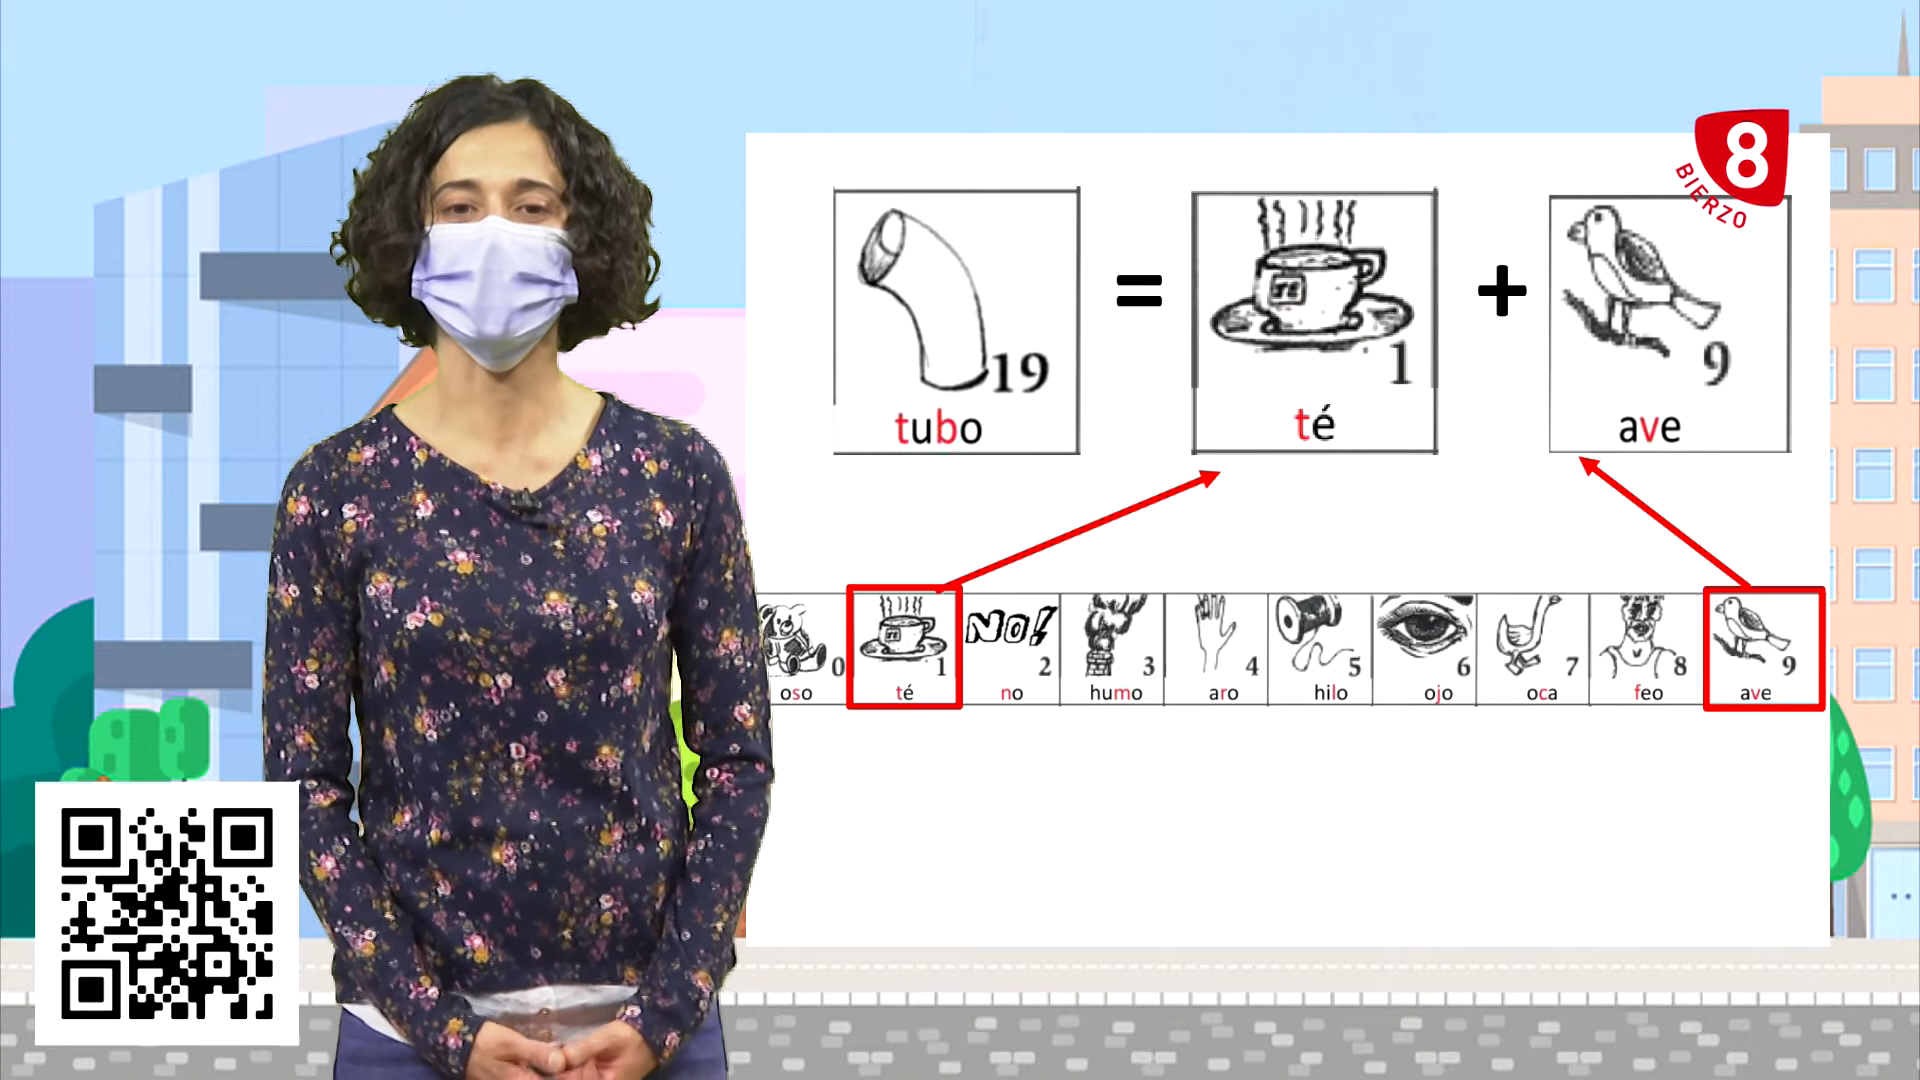 8
BIERZO
19
=
TÉ
1
+
9
tubo
té
ave
0
1
NO!
2
3
4
5
6
7
8
9
oso
té
no
humo
aro
hilo
ojo
oca
feo
ave